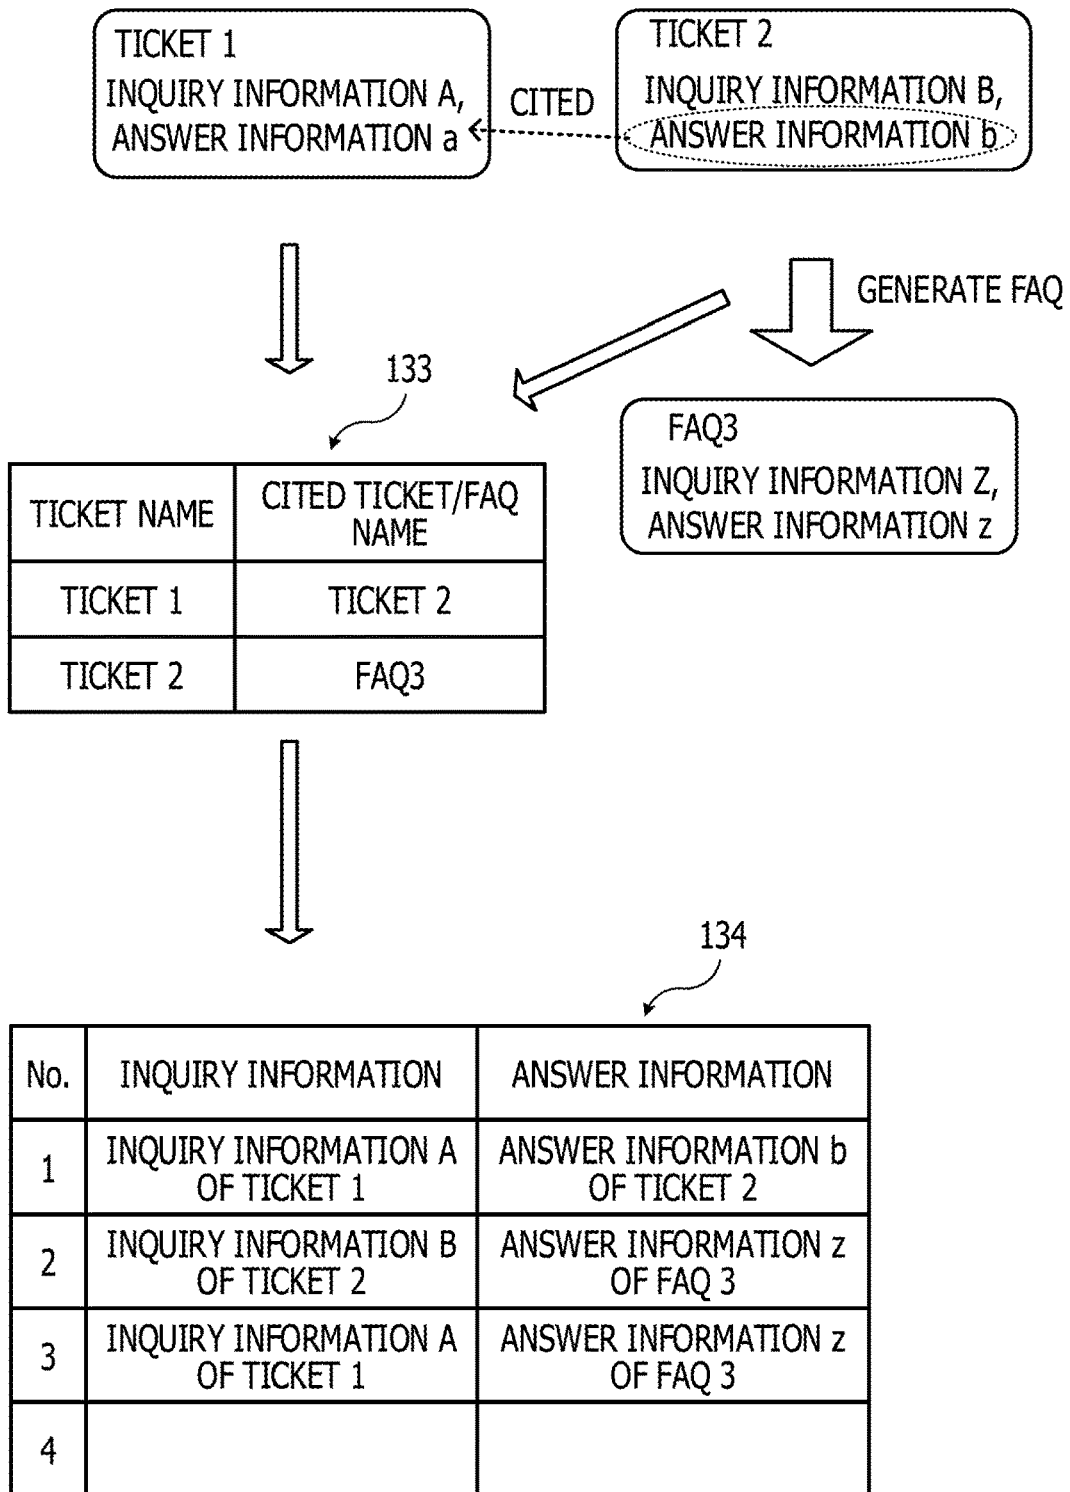 TICKET 1
INQUIRY INFORMATION A,
ANSWER INFORMATION a
CITED
TICKET 2
INQUIRY INFORMATION B,
ANSWER INFORMATION b
GENERATE FAQ
133
FAQ3
INQUIRY INFORMATION Z,
ANSWER INFORMATION z
TICKET NAME
CITED TICKET/FAQ
NAME
TICKET 1
TICKET 2
TICKET 2
FAQ3
134
No.
INQUIRY INFORMATION
ANSWER INFORMATION
1
INQUIRY INFORMATION A
OF TICKET 1
ANSWER INFORMATION b
OF TICKET 2
2
INQUIRY INFORMATION B
OF TICKET 2
ANSWER INFORMATION z
OF FAQ 3
3
INQUIRY INFORMATION A
OF TICKET 1
ANSWER INFORMATION z
OF FAQ 3
4